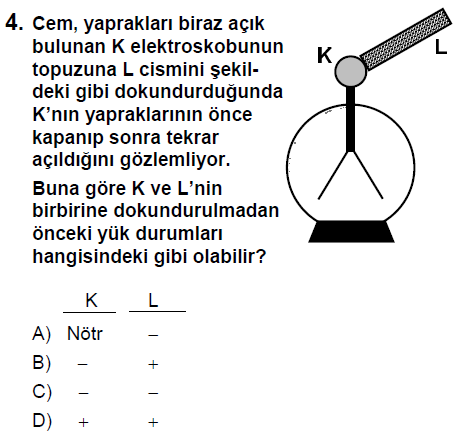 4. Cem, yaprakları biraz açık
bulunan K elektroskobunun
topuzuna L cismini şekil-
deki gibi dokundurduğunda
K'nın yapraklarının önce
kapanıp sonra tekrar
açıldığını gözlemliyor.
Buna göre K ve L'nin
birbirine dokundurulmadan
önceki yük durumları
hangisindeki gibi olabilir?
K L
K L
A) Nötr –
B) – +
C) – –
D) + +